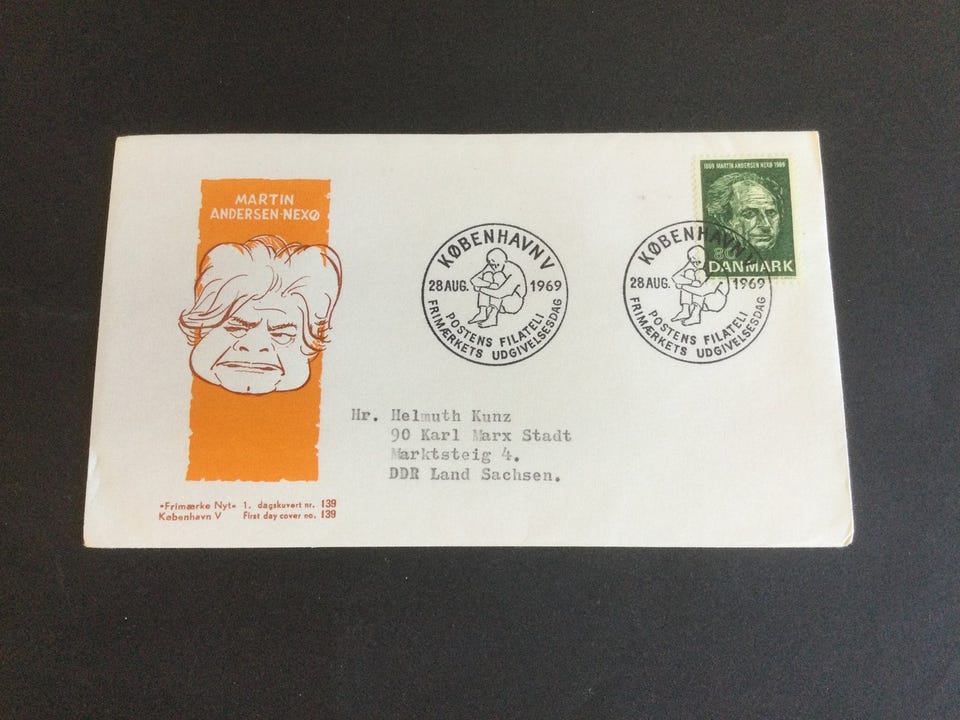 MARTIN
ANDERSEN-NEXØ
1869 MARTIN ANDERSEN NEXØ 1969
80
DANMARK
KØBENHAVN V
28 AUG. 1969
POSTENS FILATELI
FRIMÆRKETS UDGIVELSESDAG
KØBENHAVN V
28 AUG. 1969
POSTENS FILATELI
FRIMÆRKETS UDGIVELSESDAG
Hr. Helmuth Kunz
90 Karl Marx Stadt
Marktsteig 4.
DDR Land Sachsen.
»Frimærke Nyt« 1. dagskuvert nr. 139
København V First day cover no. 139